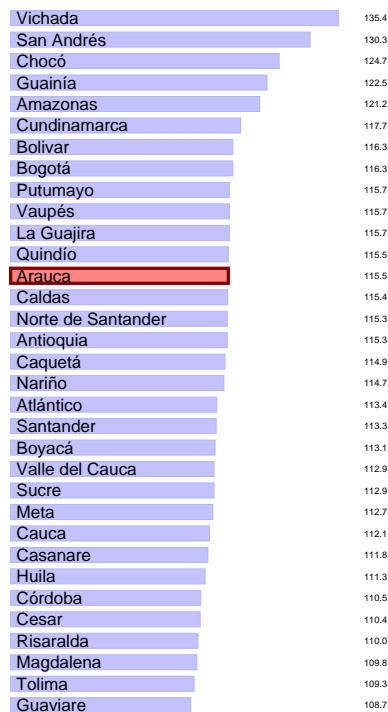 Vichada 135.4
San Andrés 130.3
Chocó 124.7
Guainía 122.5
Amazonas 121.2
Cundinamarca 117.7
Bolivar 116.3
Bogotá 116.3
Putumayo 115.7
Vaupés 115.7
La Guajira 115.7
Quindío 115.5
Arauca 115.5
Caldas 115.4
Norte de Santander 115.3
Antioquia 115.3
Caquetá 114.9
Nariño 114.7
Atlántico 113.4
Santander 113.3
Boyacá 113.1
Valle del Cauca 112.9
Sucre 112.9
Meta 112.7
Cauca 112.1
Casanare 111.8
Huila 111.3
Córdoba 110.5
Cesar 110.4
Risaralda 110.0
Magdalena 109.8
Tolima 109.3
Guaviare 108.7